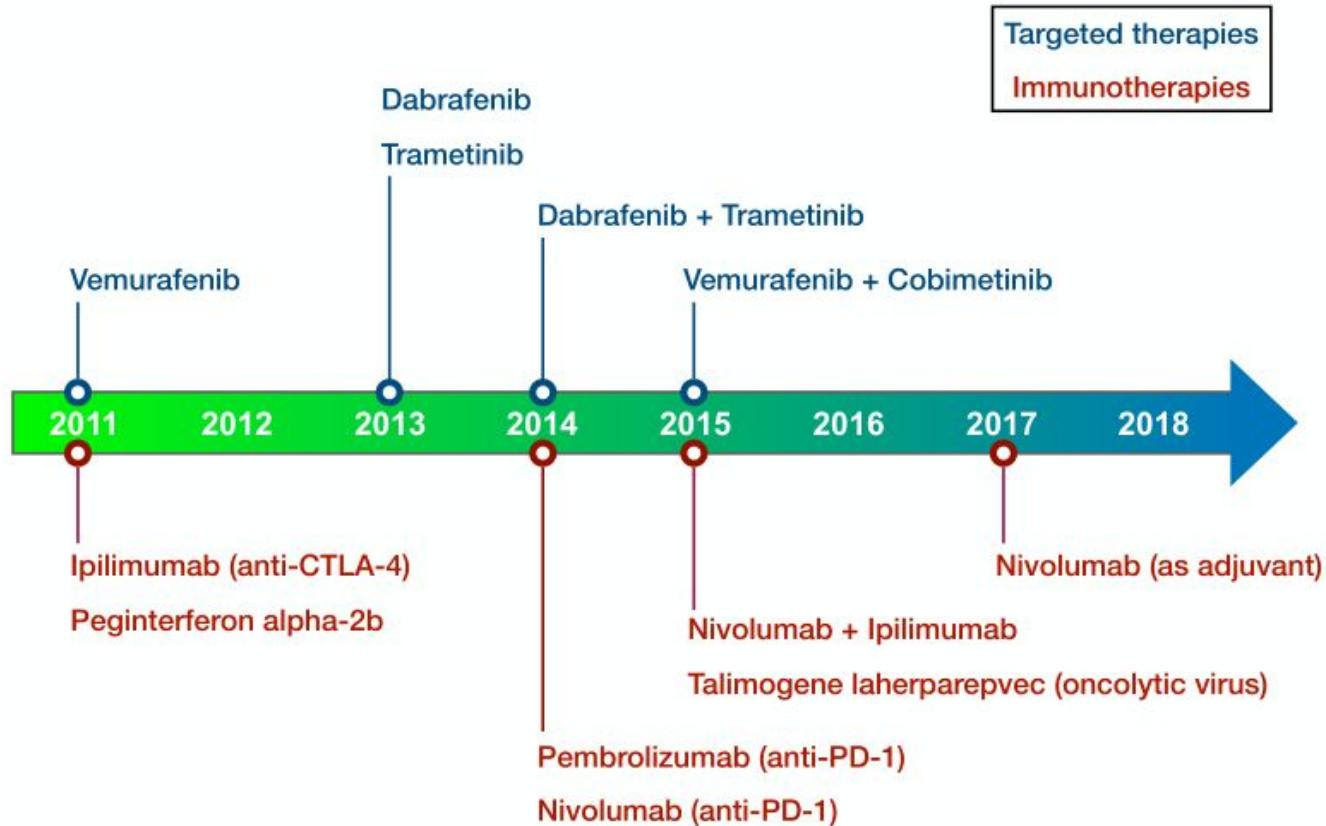 Targeted therapies
Immunotherapies
Dabrafenib
Trametinib
Dabrafenib + Trametinib
Vemurafenib
Vemurafenib + Cobimetinib
2011 2012 2013 2014 2015 2016 2017 2018
Ipilimumab (anti-CTLA-4)
Peginterferon alpha-2b
Nivolumab (as adjuvant)
Nivolumab + Ipilimumab
Talimogene laherparepvec (oncolytic virus)
Pembrolizumab (anti-PD-1)
Nivolumab (anti-PD-1)